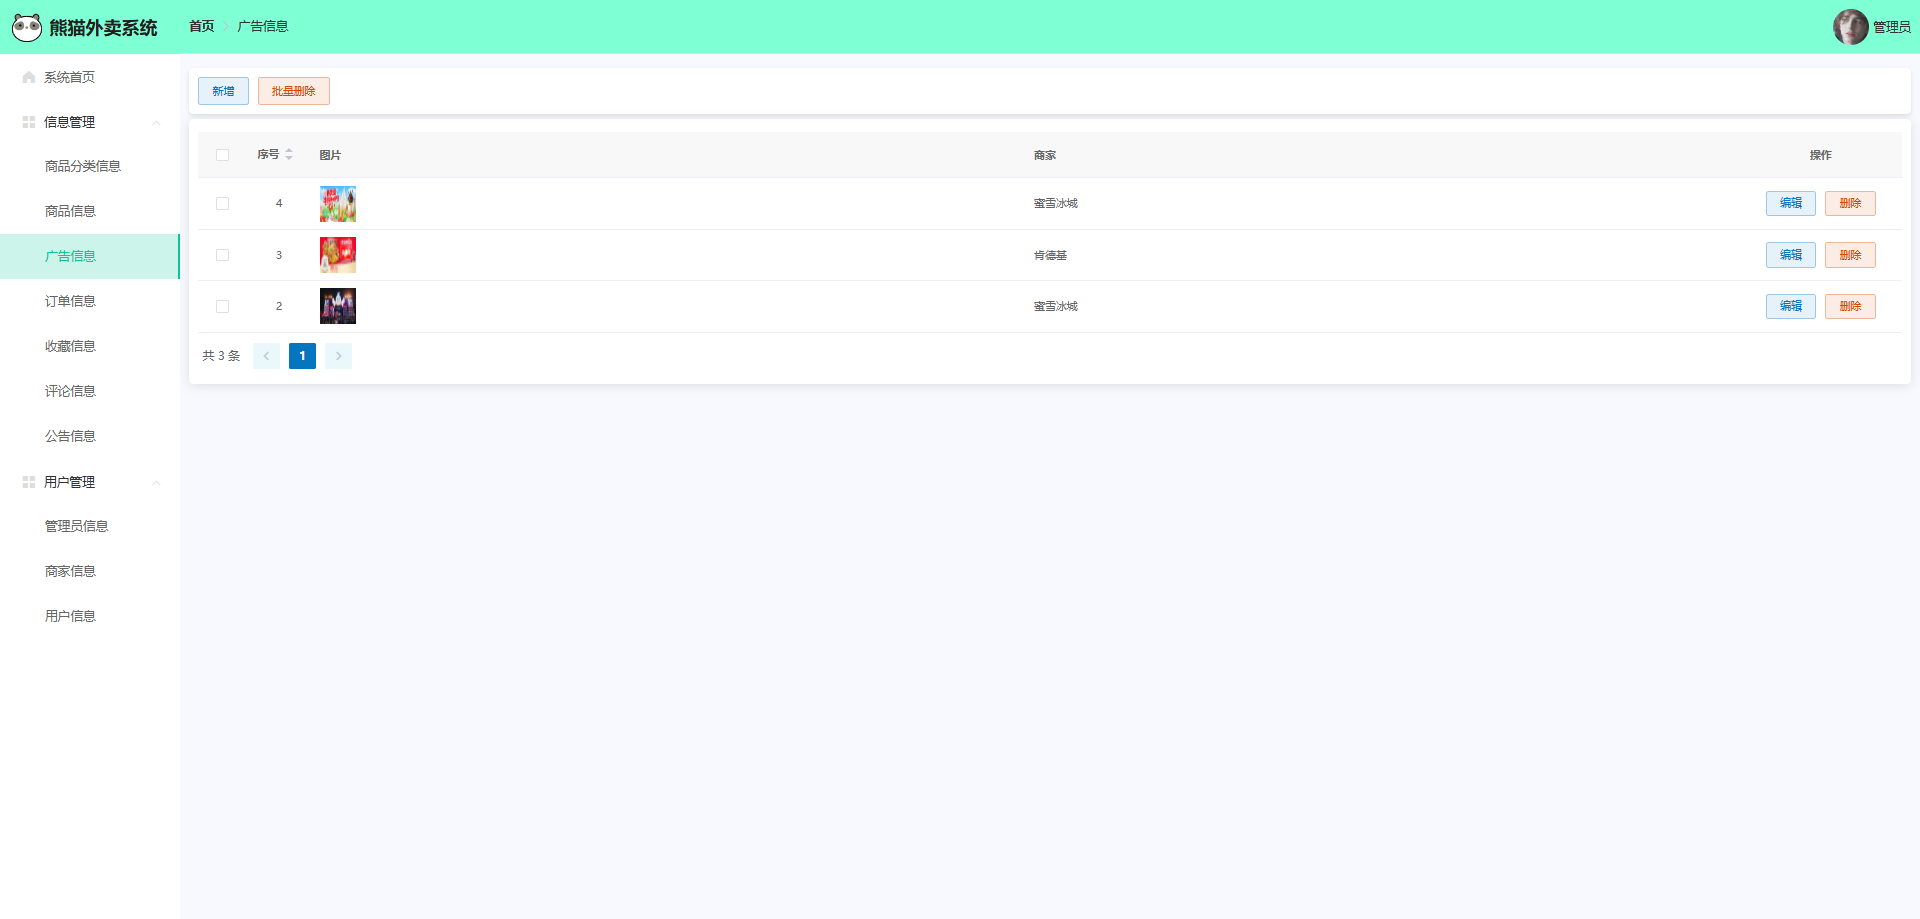 熊猫外卖系统
首页
广告信息
管理员
系统首页
信息管理
商品分类信息
商品信息
广告信息
订单信息
收藏信息
评论信息
公告信息
用户管理
管理员信息
商家信息
用户信息
新增 批量删除
序号 图片 商家 操作
4 蜜雪冰城 编辑 删除
3 肯德基 编辑 删除
2 蜜雪冰城 编辑 删除
共 3 条 1